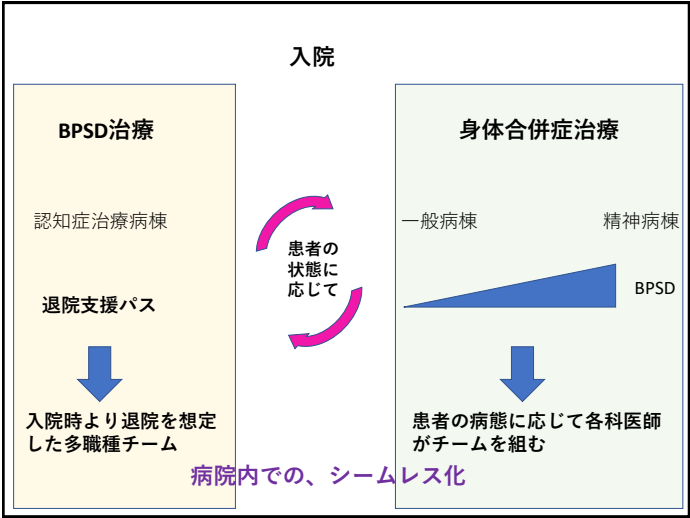 入院
BPSD治療
認知症治療病棟
退院支援パス
入院時より退院を想定
した多職種チーム
患者の
状態に
応じて
身体合併症治療
一般病棟
精神病棟
BPSD
患者の病態に応じて各科医師
がチームを組む
病院内での、シームレス化